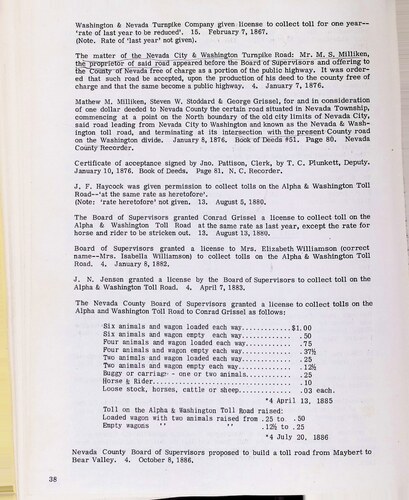 Washington & Nevada Turnpike Company given license to collect toll for one year--
'rate of last year to be reduced'. 15. February 7, 1867.
(Note. Rate of 'last year' not given).
The matter of the Nevada City & Washington Turnpike Road: Mr. M. S. Milliken,
the proprietor of said road appeared before the Board of Supervisors and offering to
the County of Nevada free of charge as a portion of the public highway. It was order-
ed that such road be accepted, upon the production of his deed to the county free of
charge and that the same become a public highway. 4. January 7, 1876.
Mathew M. Milliken, Steven W. Stoddard & George Grissel, for and in consideration
of one dollar deeded to Nevada County the certain road situated in Nevada Township,
commencing at a point on the North boundary of the old city limits of Nevada City,
said road leading from Nevada City to Washington and known as the Nevada & Wash-
ington toll road, and terminating at its intersection with the present County road
on the Washington divide. January 8, 1876. Book of Deeds #51. Page 80. Nevada
County Recorder.
Certificate of acceptance signed by Jno. Pattison, Clerk, by T. C. Plunkett, Deputy.
January 10, 1876. Book of Deeds. Page 81. N. C. Recorder.
J. F. Haycock was given permission to collect tolls on the Alpha & Washington Toll
Road--'at the same rate as heretofore'.
(Note: 'rate heretofore' not given. 13. August 5, 1880.
The Board of Supervisors granted Conrad Grissel a license to collect toll on the
Alpha & Washington Toll Road at the same rate as last year, except the rate for
horse and rider to be stricken out. 13. August 13, 1880.
Board of Supervisors granted a license to Mrs. Elizabeth Williamson (correct
name--Mrs. Isabella Williamson) to collect tolls on the Alpha & Washington Toll
Road. 4. January 8, 1882.
J. N. Jensen granted a license by the Board of Supervisors to collect toll on the
Alpha & Washington Toll Road. 4. April 7, 1883.
The Nevada County Board of Supervisors granted a license to collect tolls on the
Alpha and Washington Toll Road to Conrad Grissel as follows:
Six animals and wagon loaded each way.............$1.00
Six animals and wagon empty each way............. .50
Four animals and wagon loaded each way........... .75
Four animals and wagon empty each way........... .37½
Two animals and wagon loaded each way........... .25
Two animals and wagon empty each way........... .12½
Buggy or carriage - one or two animals........... .25
Horse & Rider................................... .10
Loose stock, horses, cattle or sheep.............. .03 each.
*4 April 13, 1885
Toll on the Alpha & Washington Toll Road raised:
Loaded wagon with two animals raised from .25 to .50
Empty wagons " " .12½ to .25
*4 July 20, 1886
Nevada County Board of Supervisors proposed to build a toll road from Maybert to
Bear Valley. 4. October 8, 1886.
38